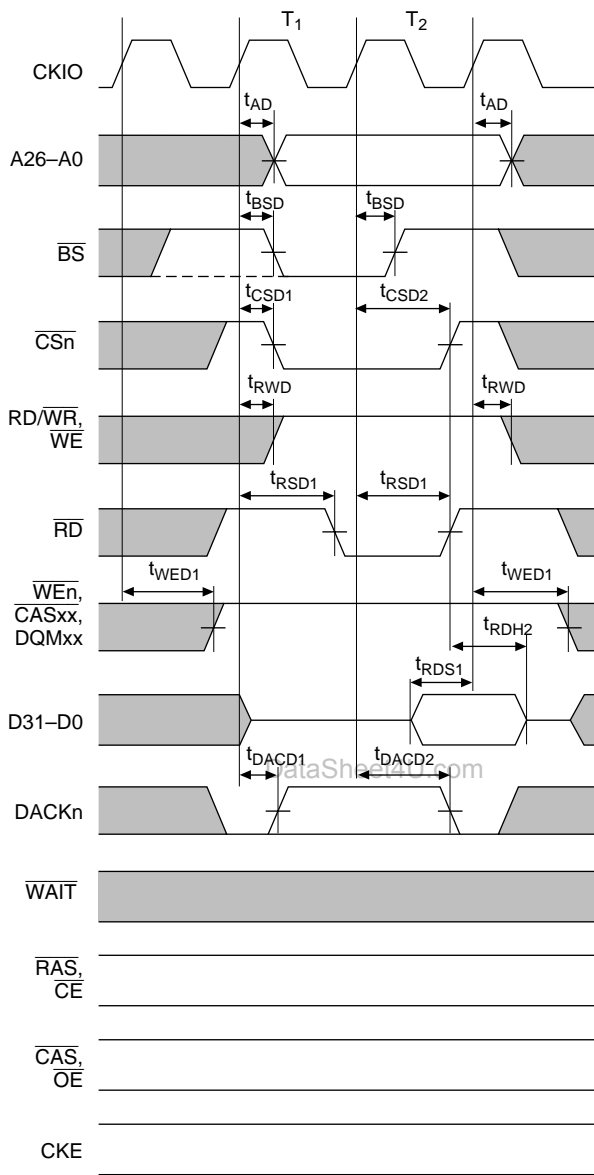 T1 T2
CKIO
tAD tAD
A26–A0
tBSD tBSD
BS
tCSD1 tCSD2
CSn
tRWD tRWD
RD/WR,
WE
tRSD1 tRSD1
RD
tWED1 tWED1
WEn,
CASxx,
DQMxx
tRDH2
tRDS1
D31–D0
DataSheet4U.com
tDACD1 tDACD2
DACKn
WAIT
RAS,
CE
CAS,
OE
CKE